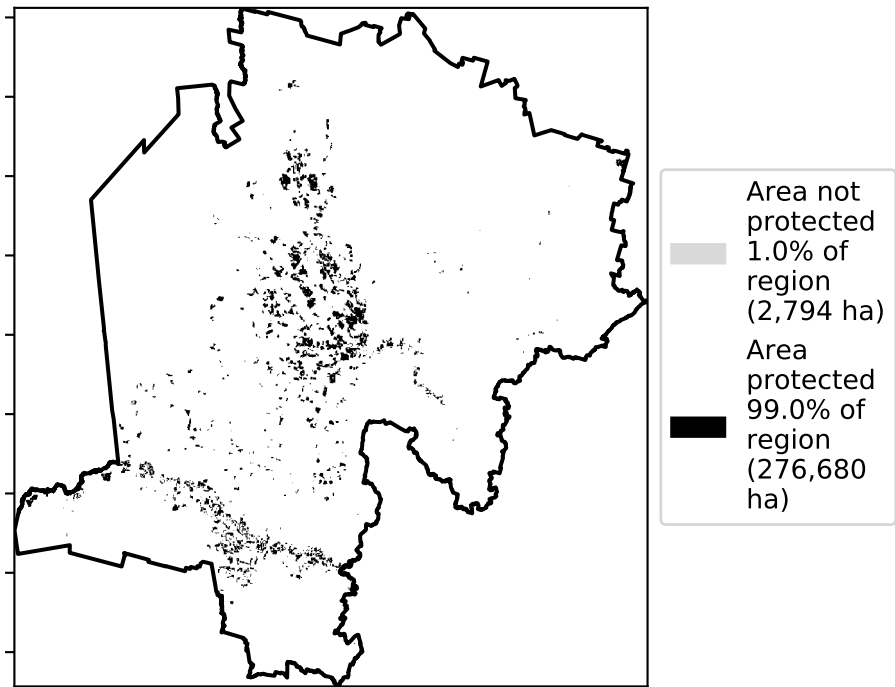 Area not
protected
1.0% of
region
(2,794 ha)
Area
protected
99.0% of
region
(276,680
ha)